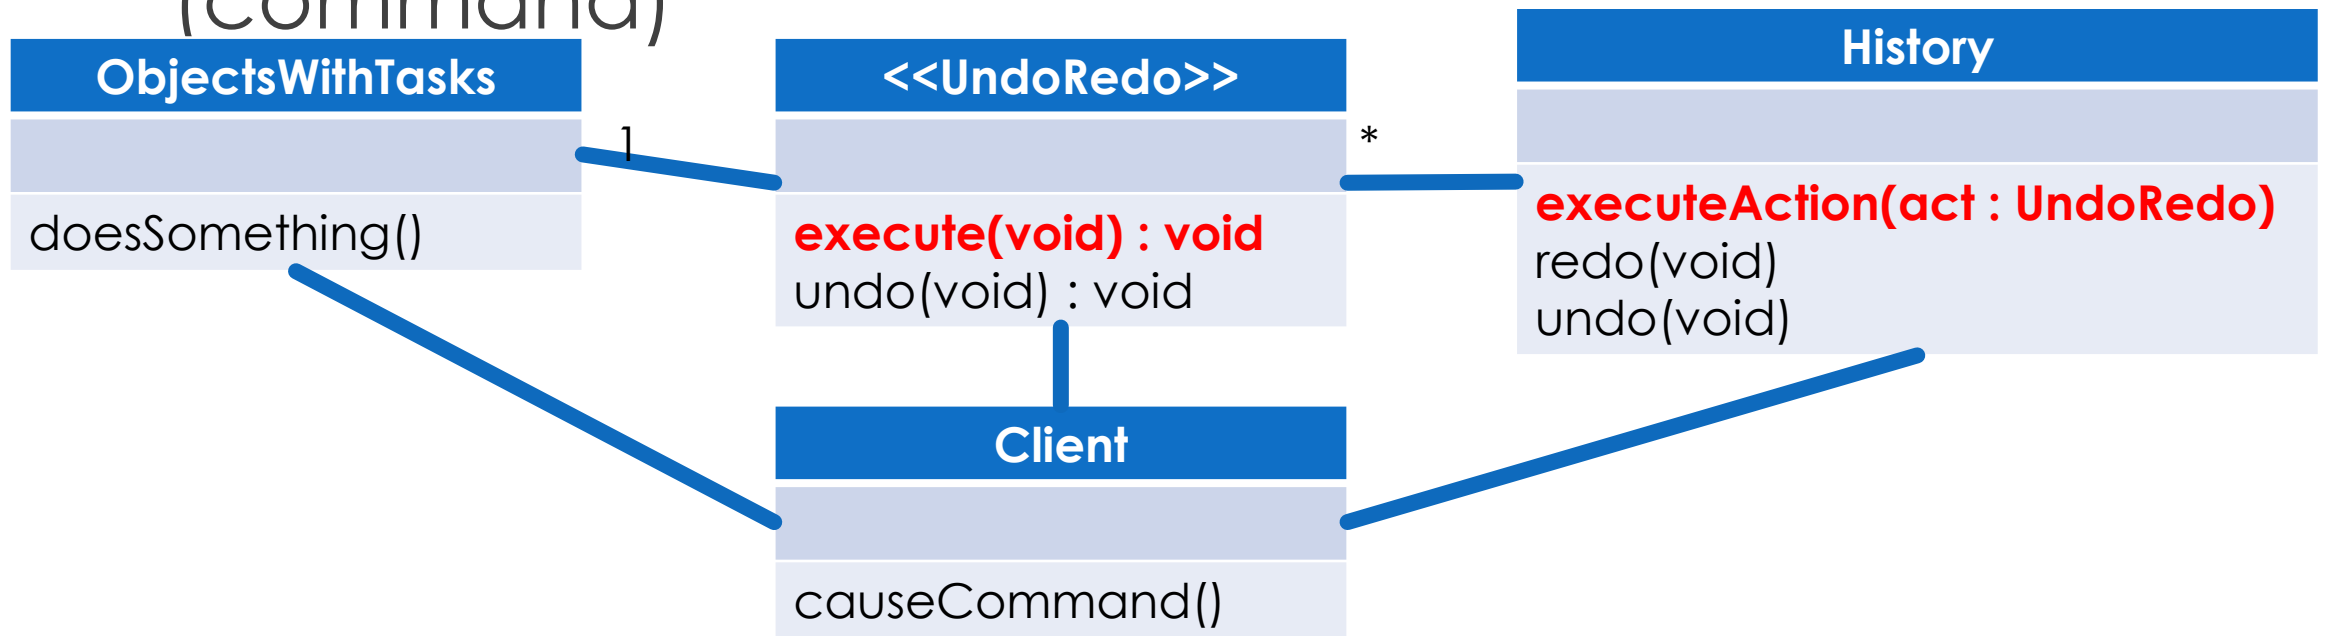 (command)
ObjectsWithTasks
doesSomething()
1
<<UndoRedo>>
execute(void) : void
undo(void) : void
*
History
executeAction(act : UndoRedo)
redo(void)
undo(void)
Client
causeCommand()